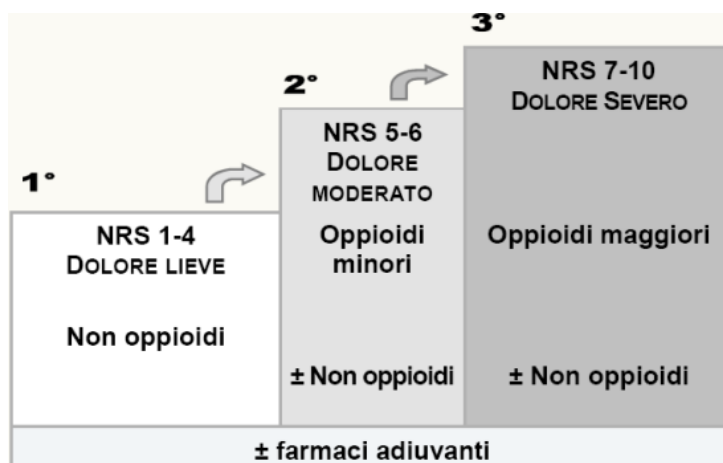 1°
NRS 1-4
DOLORE LIEVE
Non oppioidi
2°
NRS 5-6
DOLORE
MODERATO
Oppioidi
minori
± Non oppioidi
3°
NRS 7-10
DOLORE SEVERO
Oppioidi maggiori
± Non oppioidi
± farmaci adiuvanti